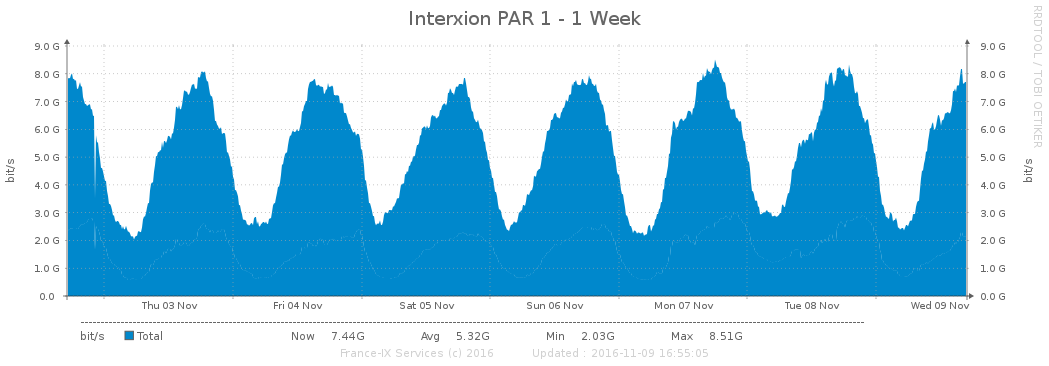 Interxion PAR 1 - 1 Week
RRDTOOL / TOBI OETIKER
9.0 G 9.0 G
8.0 G 8.0 G
7.0 G 7.0 G
6.0 G 6.0 G
5.0 G 5.0 G
4.0 G 4.0 G
3.0 G 3.0 G
2.0 G 2.0 G
1.0 G 1.0 G
0.0 0.0 G
bit/s bit/s
Thu 03 Nov Fri 04 Nov Sat 05 Nov Sun 06 Nov Mon 07 Nov Tue 08 Nov Wed 09 Nov
bit/s Total Now 7.44G Avg 5.32G Min 2.03G Max 8.51G
France-IX Services (c) 2016 Updated : 2016-11-09 16:55:05